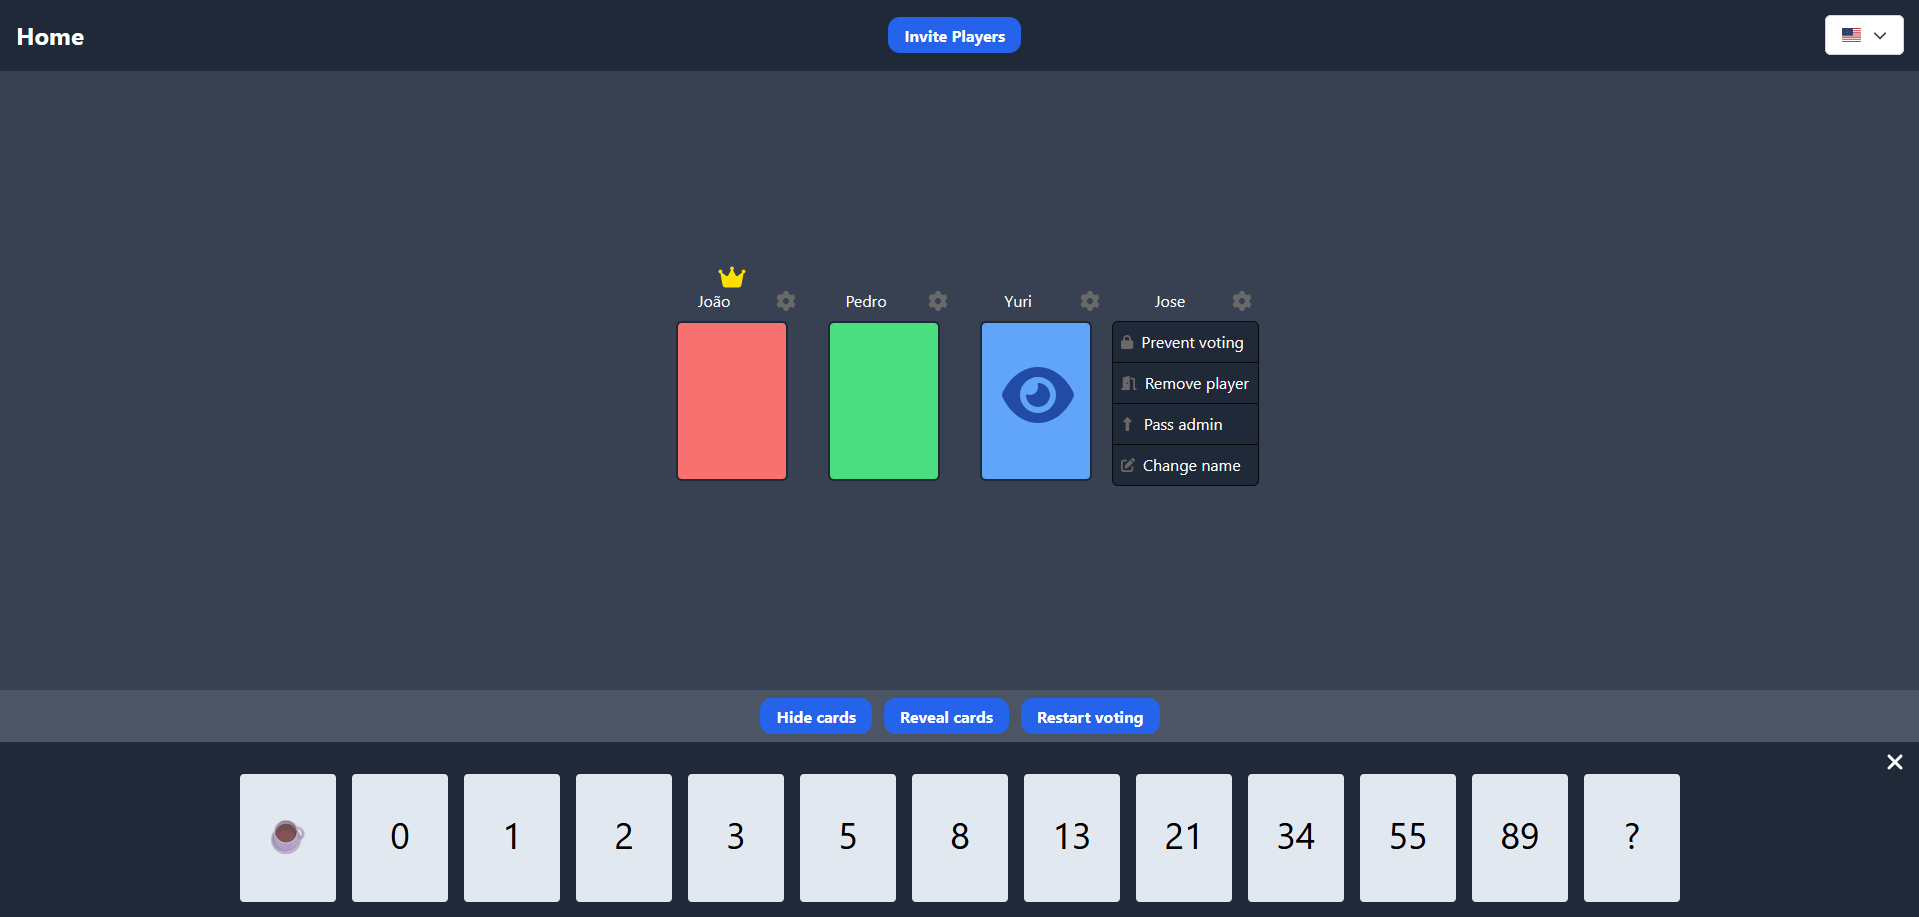 Home
Invite Players
João
Pedro
Yuri
Jose
Prevent voting
Remove player
Pass admin
Change name
Hide cards
Reveal cards
Restart voting
0
1
2
3
5
8
13
21
34
55
89
?